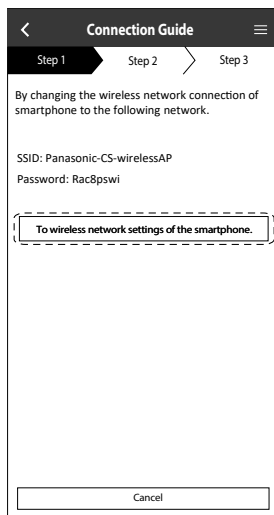 Connection Guide
Step 1
Step 2
Step 3
By changing the wireless network connection of
smartphone to the following network.
SSID: Panasonic-CS-wirelessAP
Password: Rac8pswi
To wireless network settings of the smartphone.
Cancel